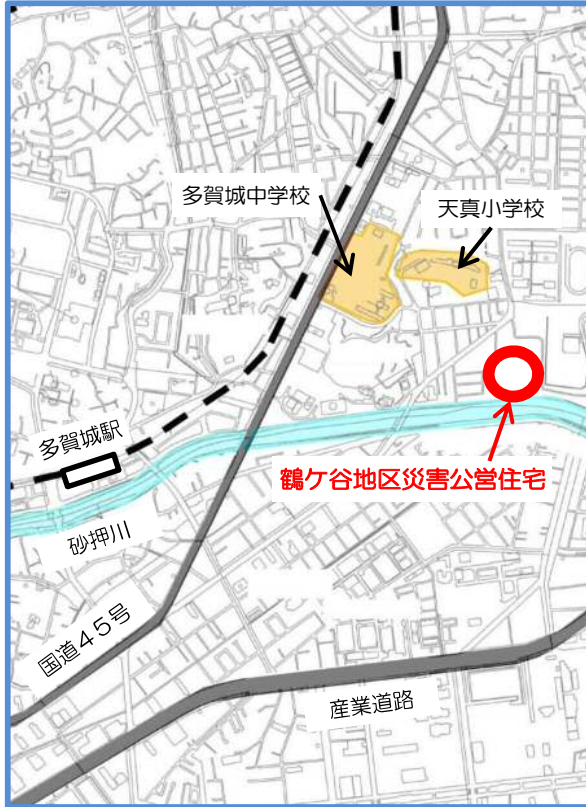 多賀城中学校
天真小学校
多賀城駅
鶴ケ谷地区災害公営住宅
砂押川
国道45号
産業道路